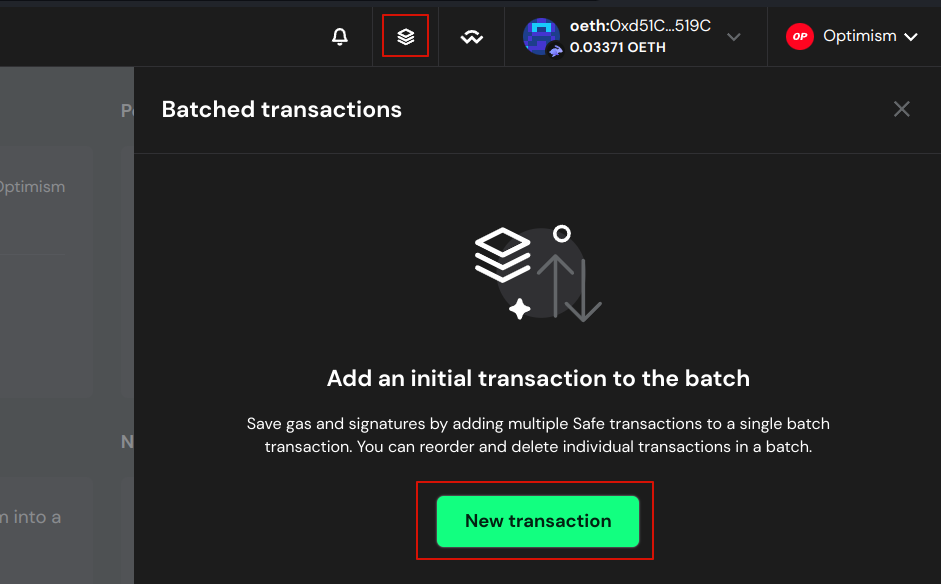 oeth:0xd51C...519C
0.03371 OETH
OP
Optimism
Batched transactions
Optimism
Add an initial transaction to the batch
Save gas and signatures by adding multiple Safe transactions to a single batch
transaction. You can reorder and delete individual transactions in a batch.
into a
New transaction